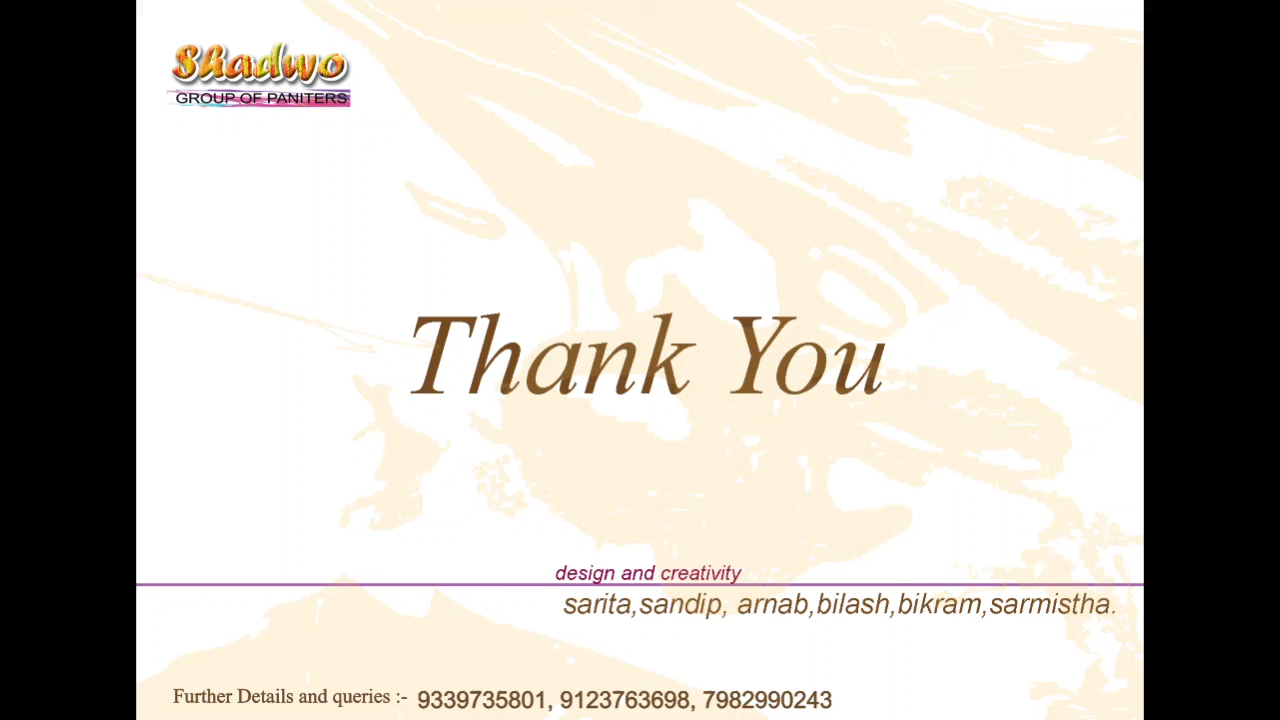 Shadwo
GROUP OF PANITERS
Thank You
design and creativity
sarita,sandip, arnab,bilash,bikram,sarmistha.
Further Details and queries :- 9339735801, 9123763698, 7982990243